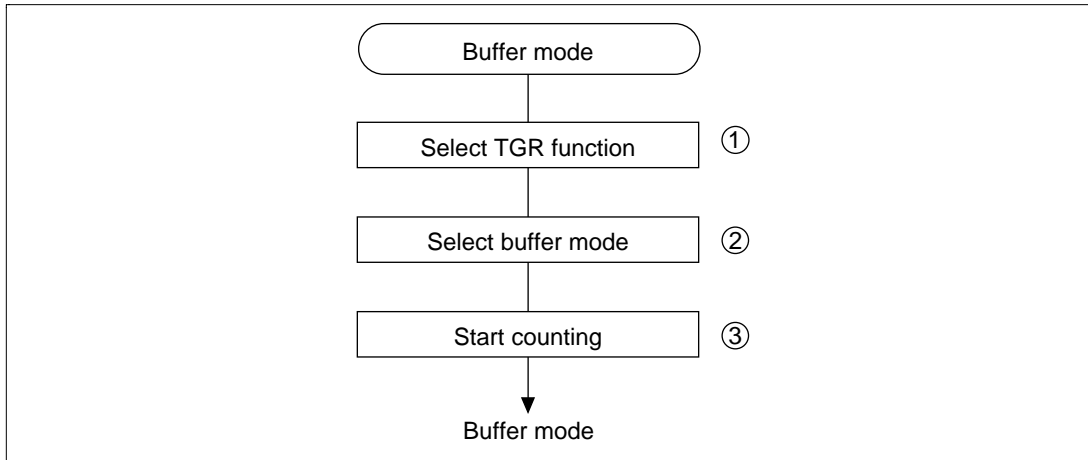 Buffer mode
Select TGR function ①
Select buffer mode ②
Start counting ③
Buffer mode